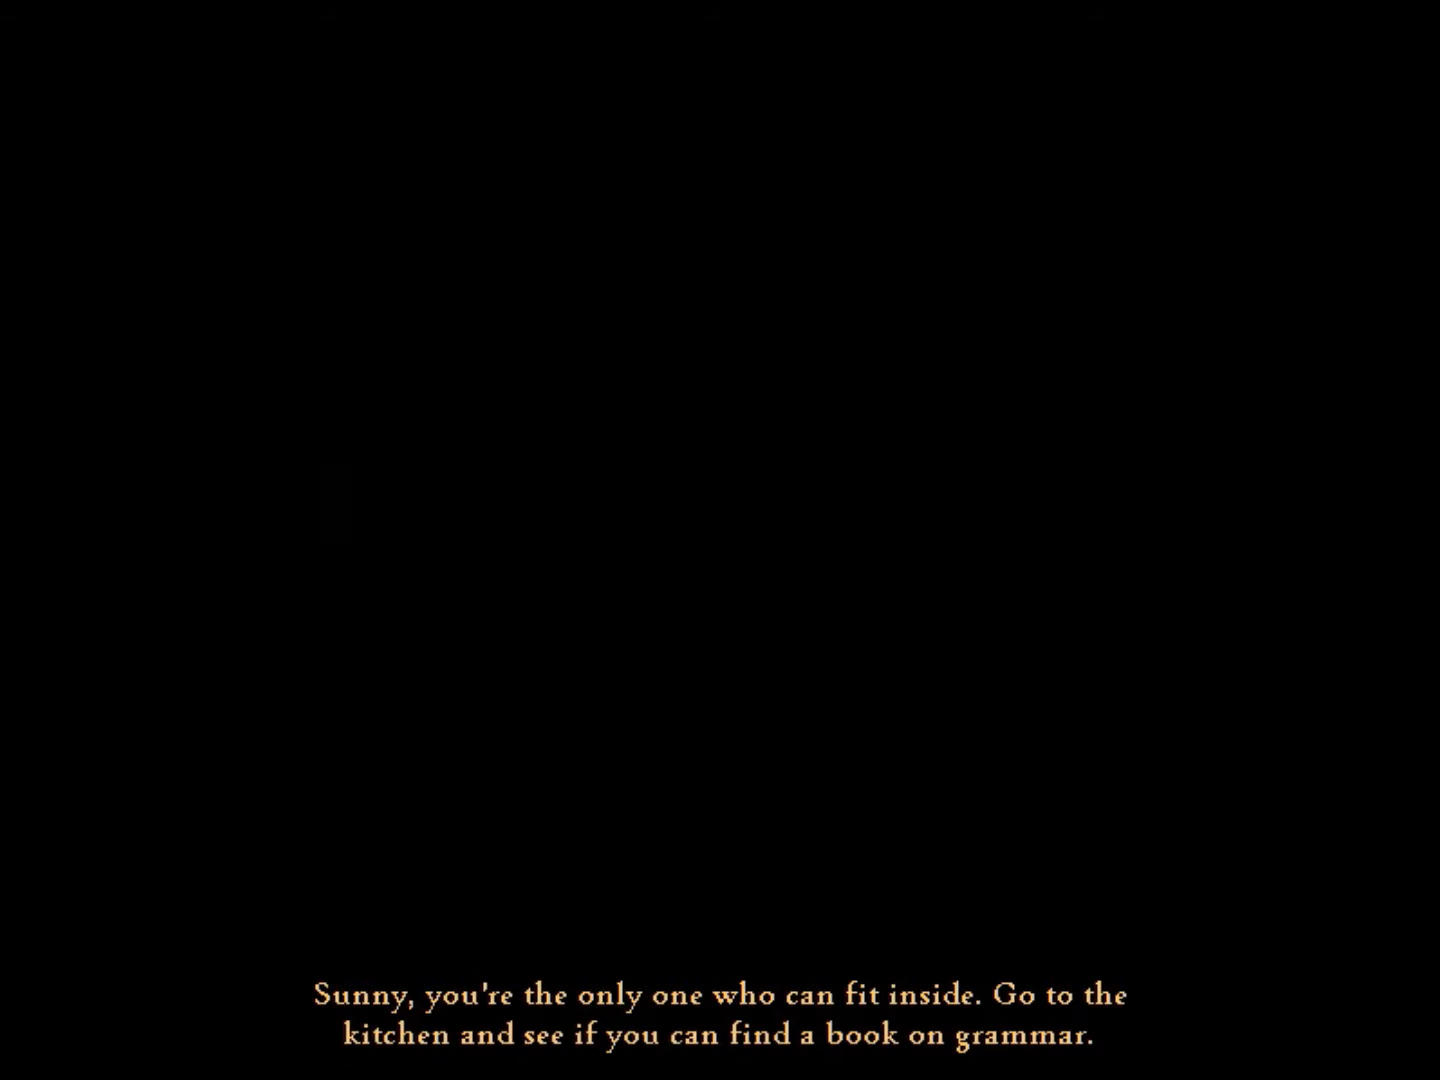 Sunny, you're the only one who can fit inside. Go to the
kitchen and see if you can find a book on grammar.